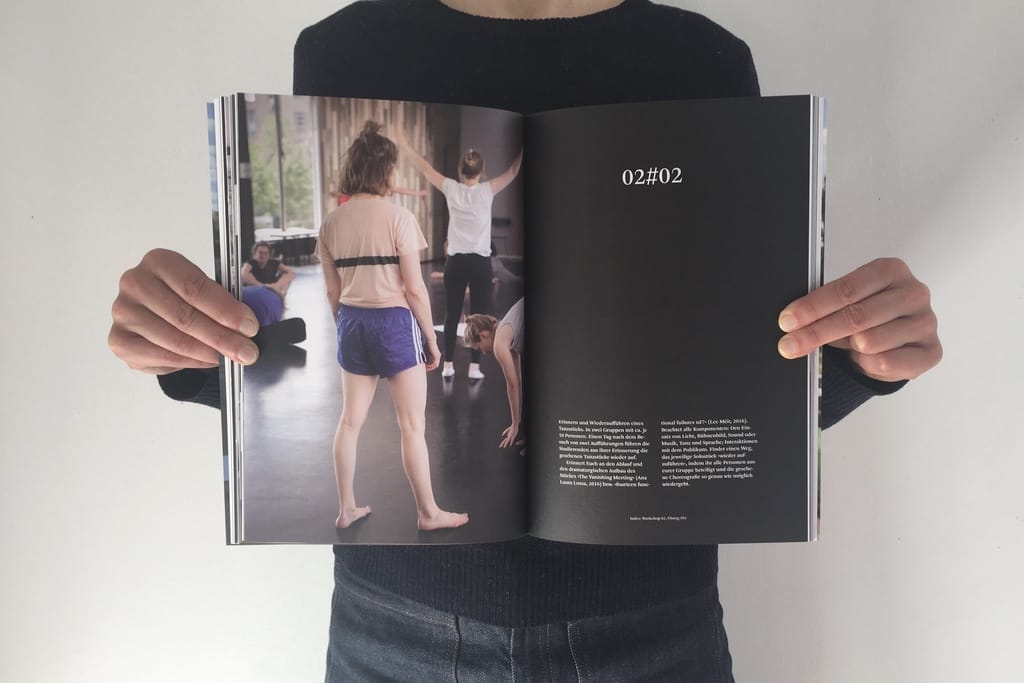 02#02
Erinnern und Wiederaufführen eines
Tanzstücks. In zwei Gruppen mit ca. je
10 Personen. Einen Tag nach dem Be-
such von zwei Aufführungen führen die
Studierenden aus ihrer Erinnerung die
gesehenen Tanzstücke wieder auf.
Erinnert Euch an den Ablauf und
den dramaturgischen Aufbau des
Stückes ›The Vanishing Meeting‹ (Ana
Laura Lozza, 2016) bzw. ›fourteen func-
tional failures
(Lee Méir, 2016).
Beachtet alle Komponenten: Den Ein-
satz von Licht, Bühnenbild, Sound oder
Musik, Tanz und Sprache; Interaktionen
mit dem Publikum. Findet einen Weg,
das jeweilige Solostück ›wieder auf-
zuführen‹, indem ihr alle Personen aus
eurer Gruppe beteiligt und die gesehe-
ne Choreografie so genau wie möglich
wiedergebt.
Index: Workshop
Übung